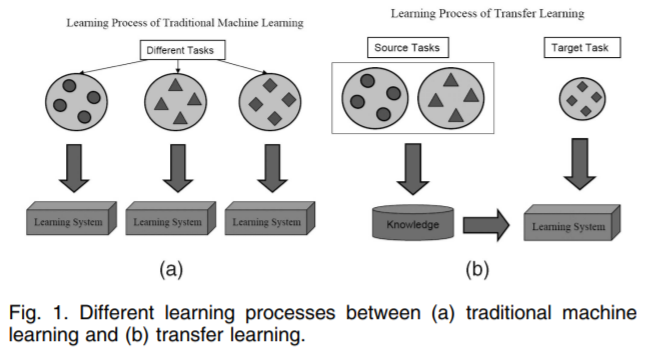 Learning Process of Traditional Machine Learning
Different Tasks
Learning System
Learning System
Learning System
(a)
Learning Process of Transfer Learning
Source Tasks
Target Task
Knowledge
Learning System
(b)
Fig. 1. Different learning processes between (a) traditional machine
learning and (b) transfer learning.